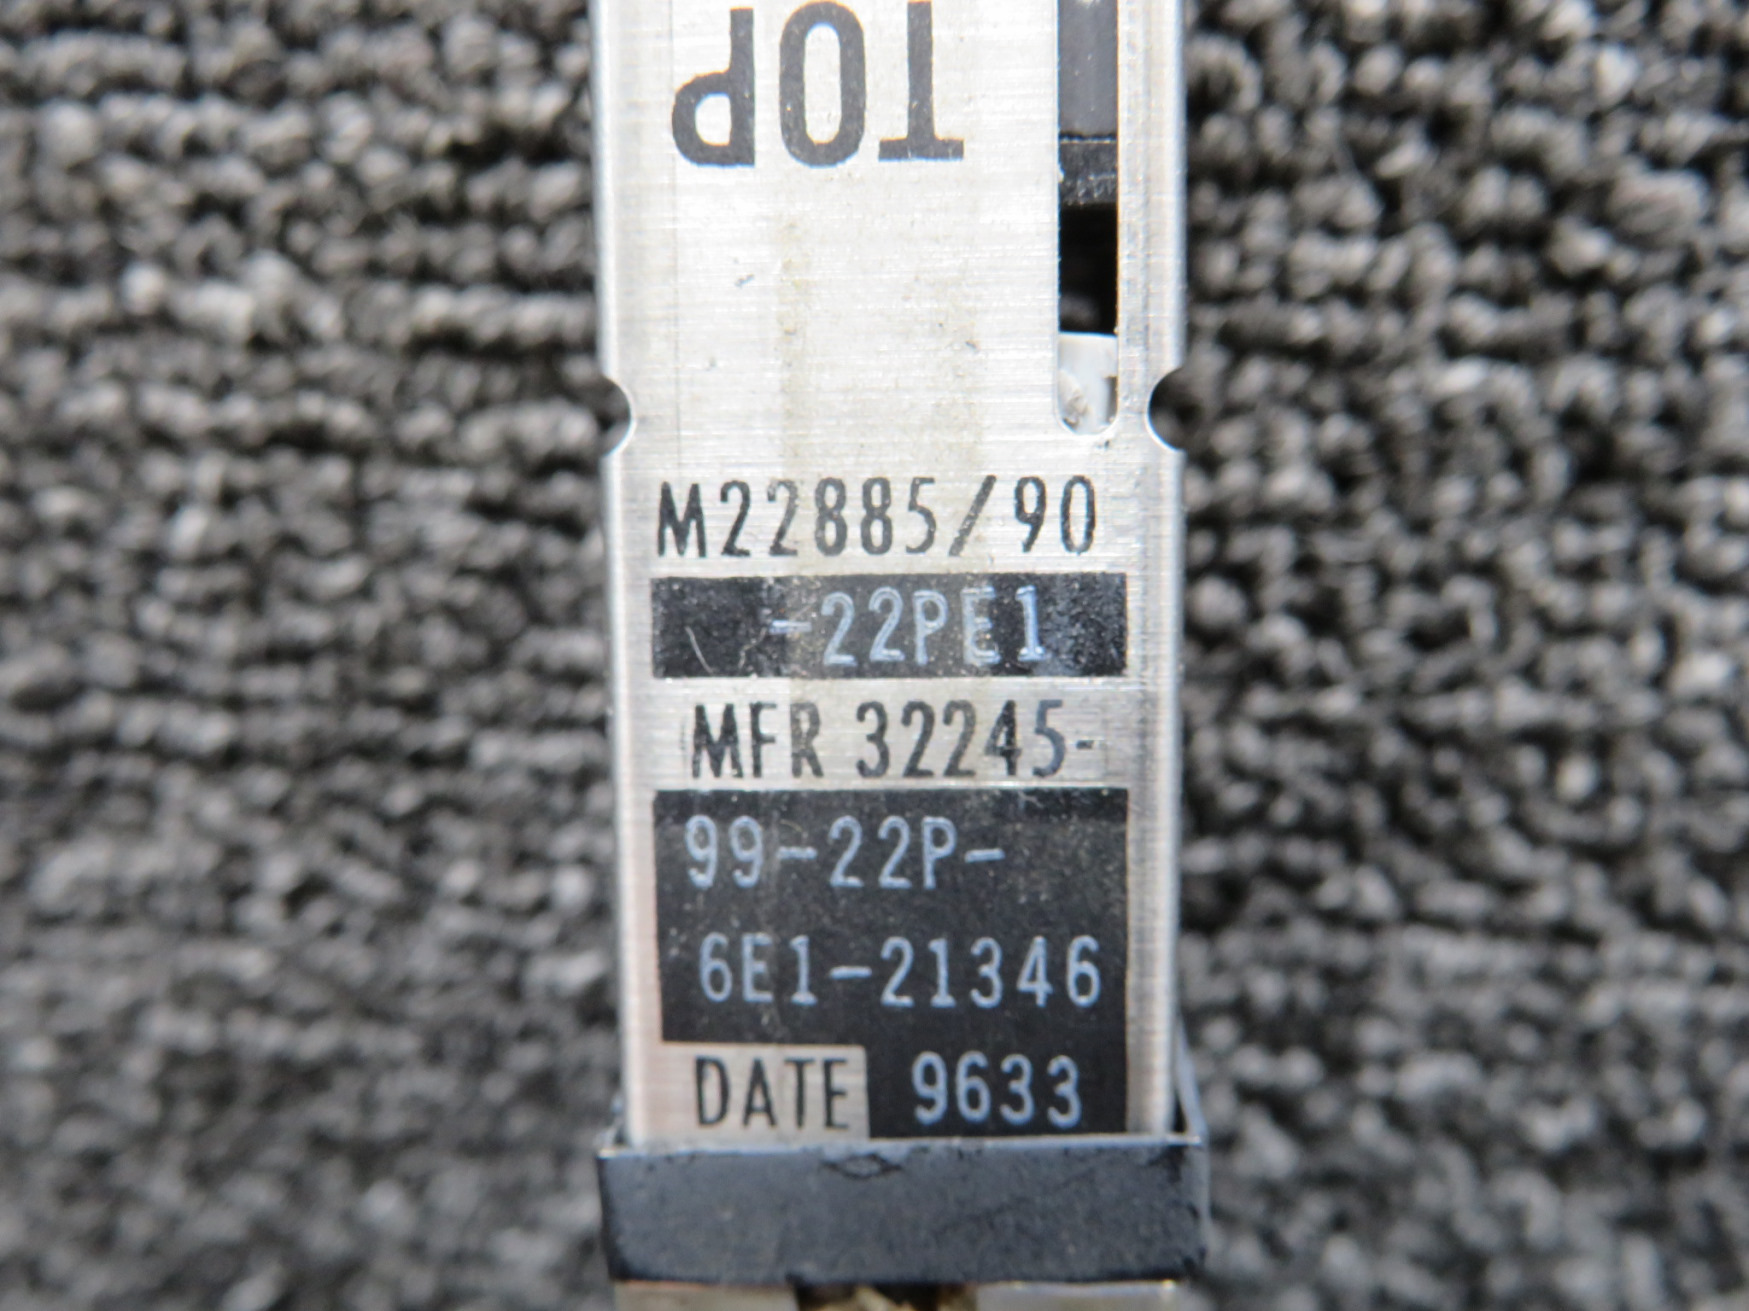 TOP
M22885/90
-22PE1
MFR 32245-
99-22P-
6E1-21346
DATE 9633